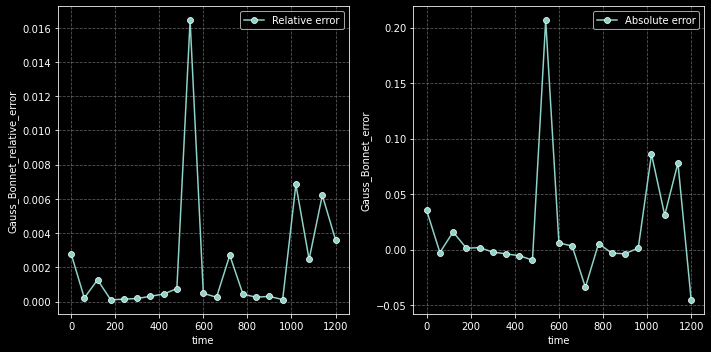 Relative error
0.016
0.014
0.012
0.010
0.008
0.006
0.004
0.002
0.000
Gauss_Bonnet_relative_error
0 200 400 600 800 1000 1200
time
Absolute error
0.20
0.15
0.10
0.05
0.00
−0.05
Gauss_Bonnet_error
0 200 400 600 800 1000 1200
time